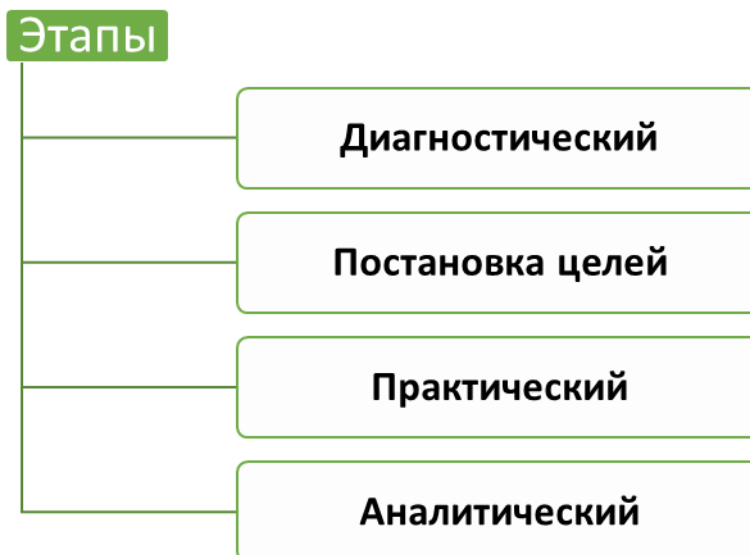 Этапы
Диагностический
Постановка целей
Практический
Аналитический